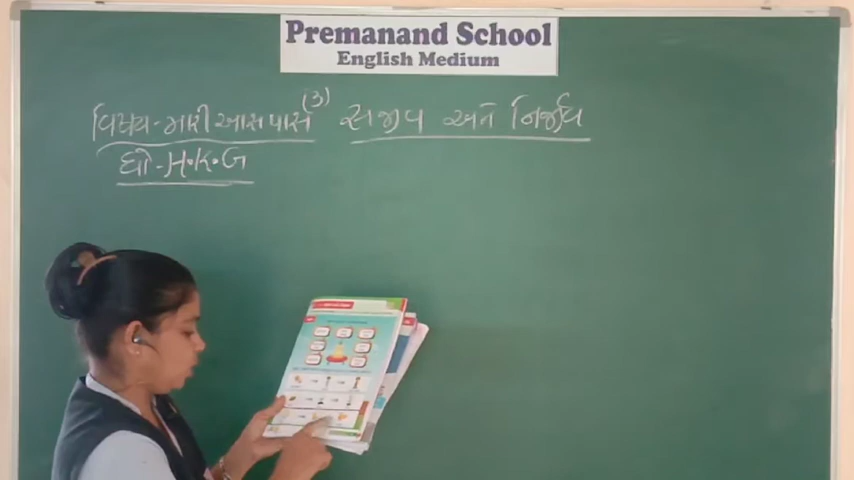 Premanand School
English Medium
વિષય-મારી આસપાસ (3) સજીવ અને નિર્જીવ
ધો-H.K.G